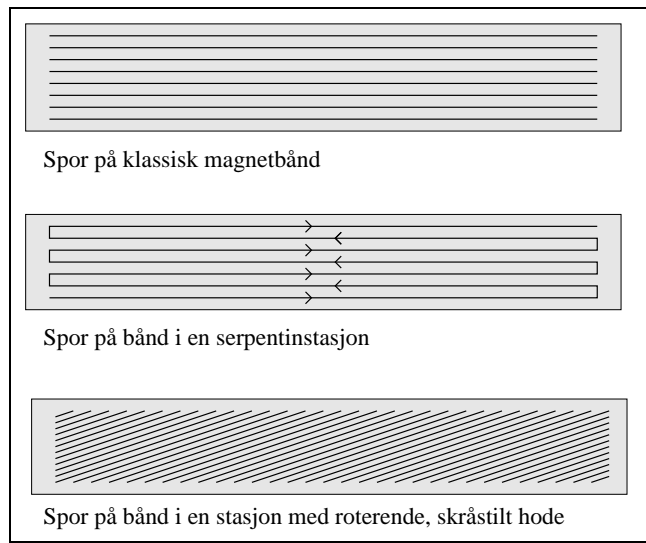 Spor på klassisk magnetbånd
Spor på bånd i en serpentinstasjon
Spor på bånd i en stasjon med roterende, skråstilt hode